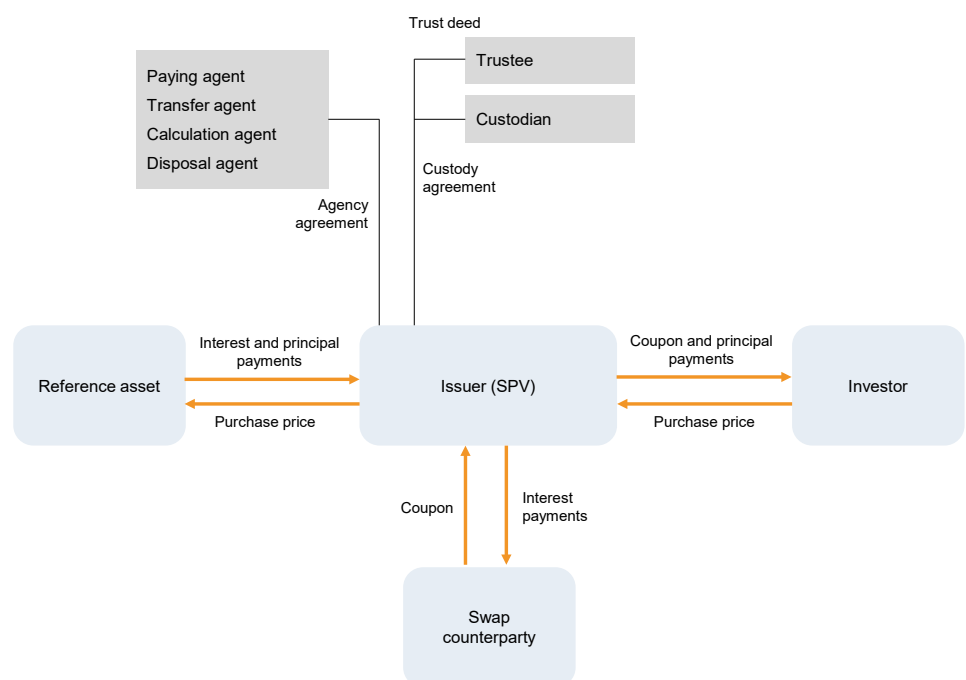 Trust deed
Paying agent
Transfer agent
Calculation agent
Disposal agent
Trustee
Custodian
Custody
agreement
Agency
agreement
Reference asset
Interest and principal
payments
Purchase price
Issuer (SPV)
Coupon and principal
payments
Purchase price
Investor
Coupon
Interest
payments
Swap
counterparty